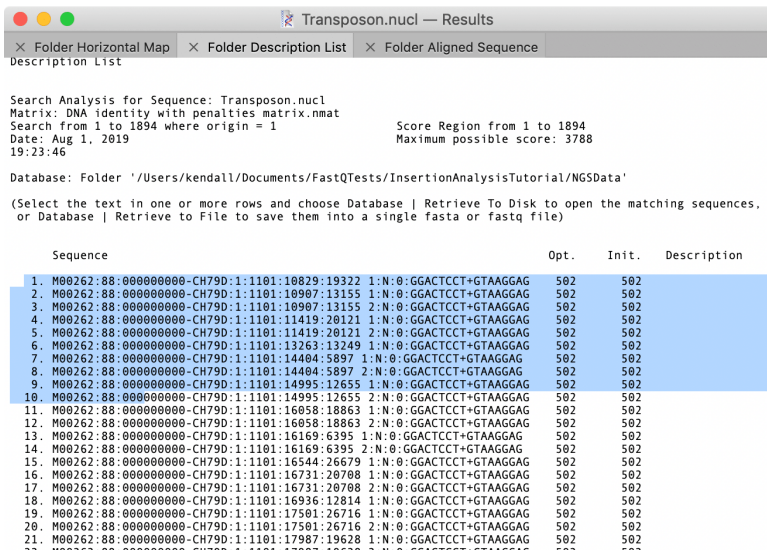 Transposon.nucl — Results
Folder Horizontal Map Folder Description List Folder Aligned Sequence
Description List
Search Analysis for Sequence: Transposon.nucl
Matrix: DNA identity with penalties matrix.nmat
Search from 1 to 1894 where origin = 1 Score Region from 1 to 1894
Date: Aug 1, 2019 Maximum possible score: 3788
19:23:46
Database: Folder '/Users/kendall/Documents/FastQTests/InsertionAnalysisTutorial/NGSData'
(Select the text in one or more rows and choose Database | Retrieve To Disk to open the matching sequences,
or Database | Retrieve to File to save them into a single fasta or fastq file)
Sequence Opt. Init. Description
1. M00262:88:000000000-CH79D:1:1101:10829:19322 1:N:0:GGACTCCT+GTAAGGAG 502 502
2. M00262:88:000000000-CH79D:1:1101:10907:13155 1:N:0:GGACTCCT+GTAAGGAG 502 502
3. M00262:88:000000000-CH79D:1:1101:10907:13155 2:N:0:GGACTCCT+GTAAGGAG 502 502
4. M00262:88:000000000-CH79D:1:1101:11419:20121 1:N:0:GGACTCCT+GTAAGGAG 502 502
5. M00262:88:000000000-CH79D:1:1101:11419:20121 2:N:0:GGACTCCT+GTAAGGAG 502 502
6. M00262:88:000000000-CH79D:1:1101:13263:13249 1:N:0:GGACTCCT+GTAAGGAG 502 502
7. M00262:88:000000000-CH79D:1:1101:14404:5897 1:N:0:GGACTCCT+GTAAGGAG 502 502
8. M00262:88:000000000-CH79D:1:1101:14404:5897 2:N:0:GGACTCCT+GTAAGGAG 502 502
9. M00262:88:000000000-CH79D:1:1101:14995:12655 1:N:0:GGACTCCT+GTAAGGAG 502 502
10. M00262:88:000000000-CH79D:1:1101:14995:12655 2:N:0:GGACTCCT+GTAAGGAG 502 502
11. M00262:88:000000000-CH79D:1:1101:16058:18863 1:N:0:GGACTCCT+GTAAGGAG 502 502
12. M00262:88:000000000-CH79D:1:1101:16058:18863 2:N:0:GGACTCCT+GTAAGGAG 502 502
13. M00262:88:000000000-CH79D:1:1101:16169:6395 1:N:0:GGACTCCT+GTAAGGAG 502 502
14. M00262:88:000000000-CH79D:1:1101:16169:6395 2:N:0:GGACTCCT+GTAAGGAG 502 502
15. M00262:88:000000000-CH79D:1:1101:16544:26679 1:N:0:GGACTCCT+GTAAGGAG 502 502
16. M00262:88:000000000-CH79D:1:1101:16731:20708 1:N:0:GGACTCCT+GTAAGGAG 502 502
17. M00262:88:000000000-CH79D:1:1101:16731:20708 2:N:0:GGACTCCT+GTAAGGAG 502 502
18. M00262:88:000000000-CH79D:1:1101:16936:12814 1:N:0:GGACTCCT+GTAAGGAG 502 502
19. M00262:88:000000000-CH79D:1:1101:17501:26716 1:N:0:GGACTCCT+GTAAGGAG 502 502
20. M00262:88:000000000-CH79D:1:1101:17501:26716 2:N:0:GGACTCCT+GTAAGGAG 502 502
21. M00262:88:000000000-CH79D:1:1101:17987:19628 1:N:0:GGACTCCT+GTAAGGAG 502 502